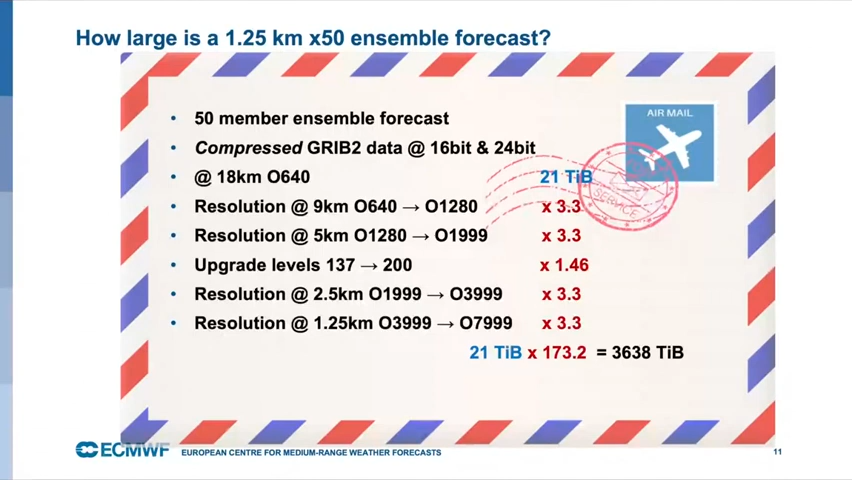 How large is a 1.25 km x50 ensemble forecast?
AIR MAIL
• 50 member ensemble forecast
• Compressed GRIB2 data @ 16bit & 24bit
• @ 18km O640 21 TiB
• Resolution @ 9km O640 → O1280 x 3.3
• Resolution @ 5km O1280 → O1999 x 3.3
• Upgrade levels 137 → 200 x 1.46
• Resolution @ 2.5km O1999 → O3999 x 3.3
• Resolution @ 1.25km O3999 → O7999 x 3.3
21 TiB x 173.2 = 3638 TiB
SERVICE
ECMWF EUROPEAN CENTRE FOR MEDIUM-RANGE WEATHER FORECASTS 11